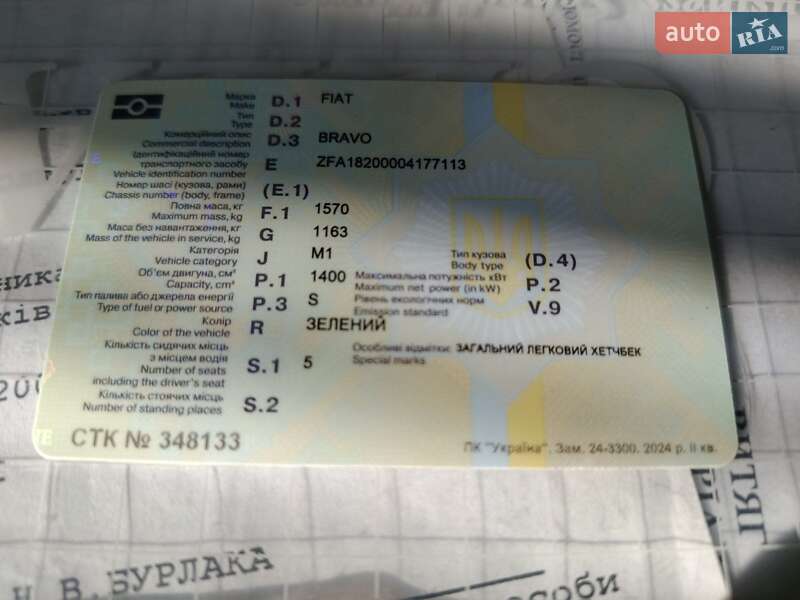 auto RIA.com
Марка
Make D.1 FIAT
Тип
Type D.2
Комерційний опис
Commercial description D.3 BRAVO
Ідентифікаційний номер
транспортного засобу
Vehicle identification number E ZFA18200004177113
Номер шасі (кузова, рами)
Chassis number (body, frame) (E.1)
Повна маса, кг
Maximum mass, kg F.1 1570
Маса без навантаження, кг
Mass of the vehicle in service, kg G 1163
Категорія
Vehicle category J M1
Тип кузова
Body type (D.4)
Об'єм двигуна, см³
Capacity, cm³ P.1 1400
Максимальна потужність кВт
Maximum net power (in kW) P.2
Тип палива або джерела енергії
Type of fuel or power source P.3 S
Рівень екологічних норм
Emission standard V.9
Колір
Color of the vehicle R ЗЕЛЕНИЙ
Кількість сидячих місць
з місцем водія
Number of seats
including the driver's seat S.1 5
Особливі відмітки: ЗАГАЛЬНИЙ ЛЕГКОВИЙ ХЕТЧБЕК
Special marks
Кількість стоячих місць
Number of standing places S.2
СТК № 348133
ПК "Україна". Зам. 24-3300. 2024 р. II кв.
В. БУРЛАКА